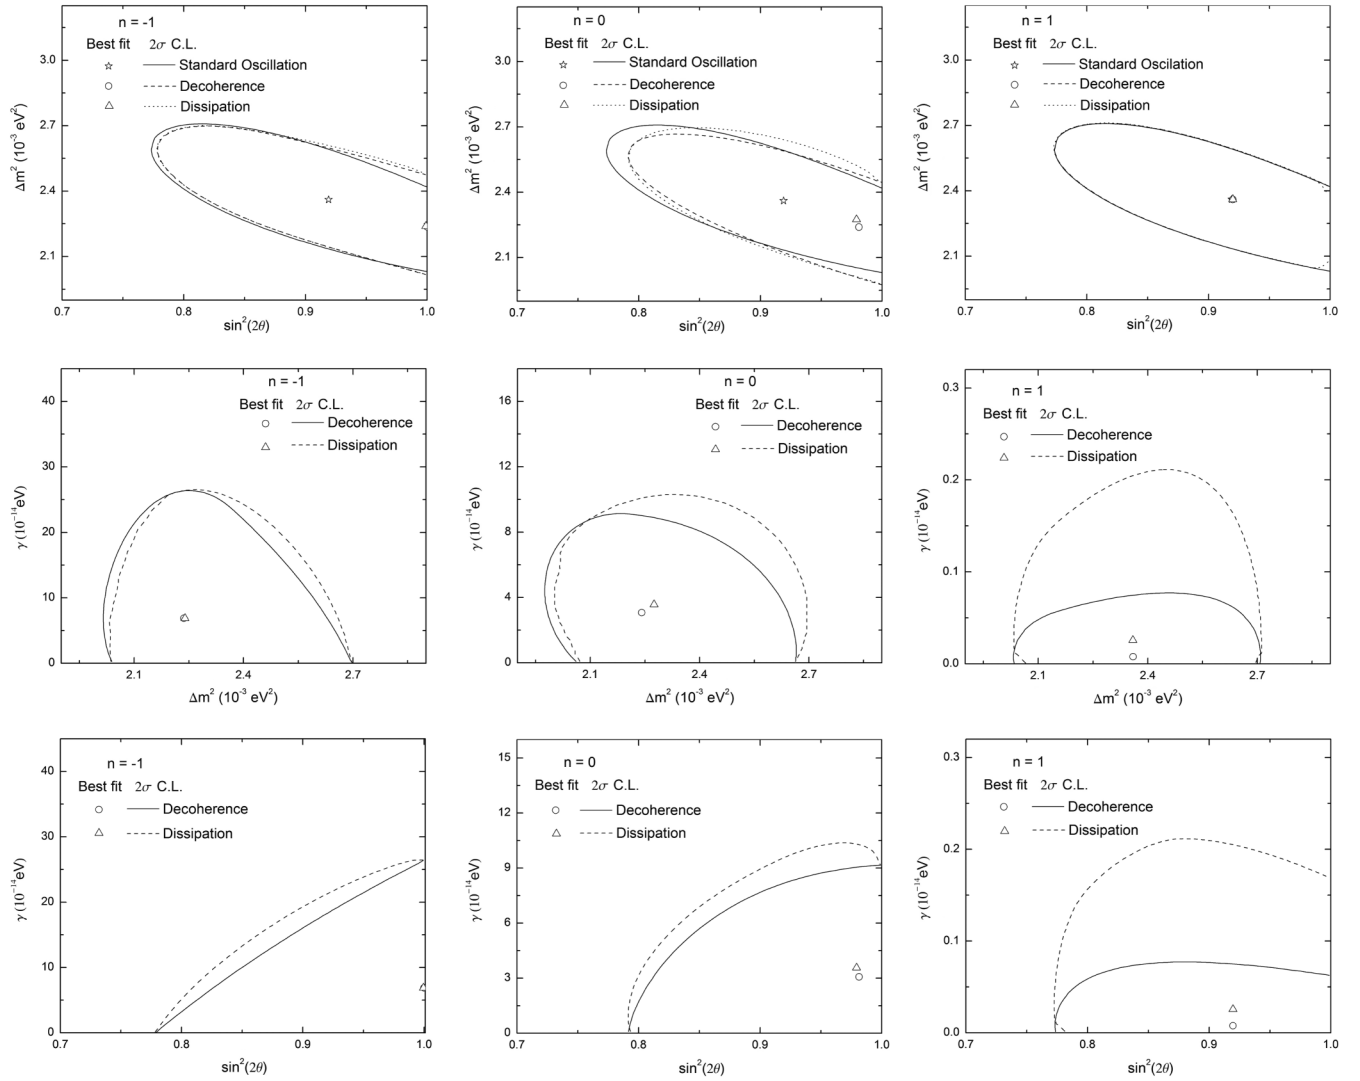 n = -1
Best fit 2σ C.L.
Standard Oscillation
Decoherence
Dissipation
3.0
2.7
2.4
2.1
Δm² (10⁻³ eV²)
0.7 0.8 0.9 1.0
sin²(2θ)
n = 0
Best fit 2σ C.L.
Standard Oscillation
Decoherence
Dissipation
3.0
2.7
2.4
2.1
Δm² (10⁻³ eV²)
0.7 0.8 0.9 1.0
sin²(2θ)
n = 1
Best fit 2σ C.L.
Standard Oscillation
Decoherence
Dissipation
3.0
2.7
2.4
2.1
Δm² (10⁻³ eV²)
0.7 0.8 0.9 1.0
sin²(2θ)
n = -1
Best fit 2σ C.L.
Decoherence
Dissipation
40
30
20
10
0
γ (10⁻¹⁴eV)
2.1 2.4 2.7
Δm² (10⁻³ eV²)
n = 0
Best fit 2σ C.L.
Decoherence
Dissipation
16
12
8
4
0
γ (10⁻¹⁴eV)
2.1 2.4 2.7
Δm² (10⁻³ eV²)
n = 1
Best fit 2σ C.L.
Decoherence
Dissipation
0.3
0.2
0.1
0.0
γ (10⁻¹⁴eV)
2.1 2.4 2.7
Δm² (10⁻³ eV²)
n = -1
Best fit 2σ C.L.
Decoherence
Dissipation
40
30
20
10
0
γ (10⁻¹⁴eV)
0.7 0.8 0.9 1.0
sin²(2θ)
n = 0
Best fit 2σ C.L.
Decoherence
Dissipation
15
12
9
6
3
0
γ (10⁻¹⁴eV)
0.7 0.8 0.9 1.0
sin²(2θ)
n = 1
Best fit 2σ C.L.
Decoherence
Dissipation
0.3
0.2
0.1
0.0
γ (10⁻¹⁴eV)
0.7 0.8 0.9 1.0
sin²(2θ)